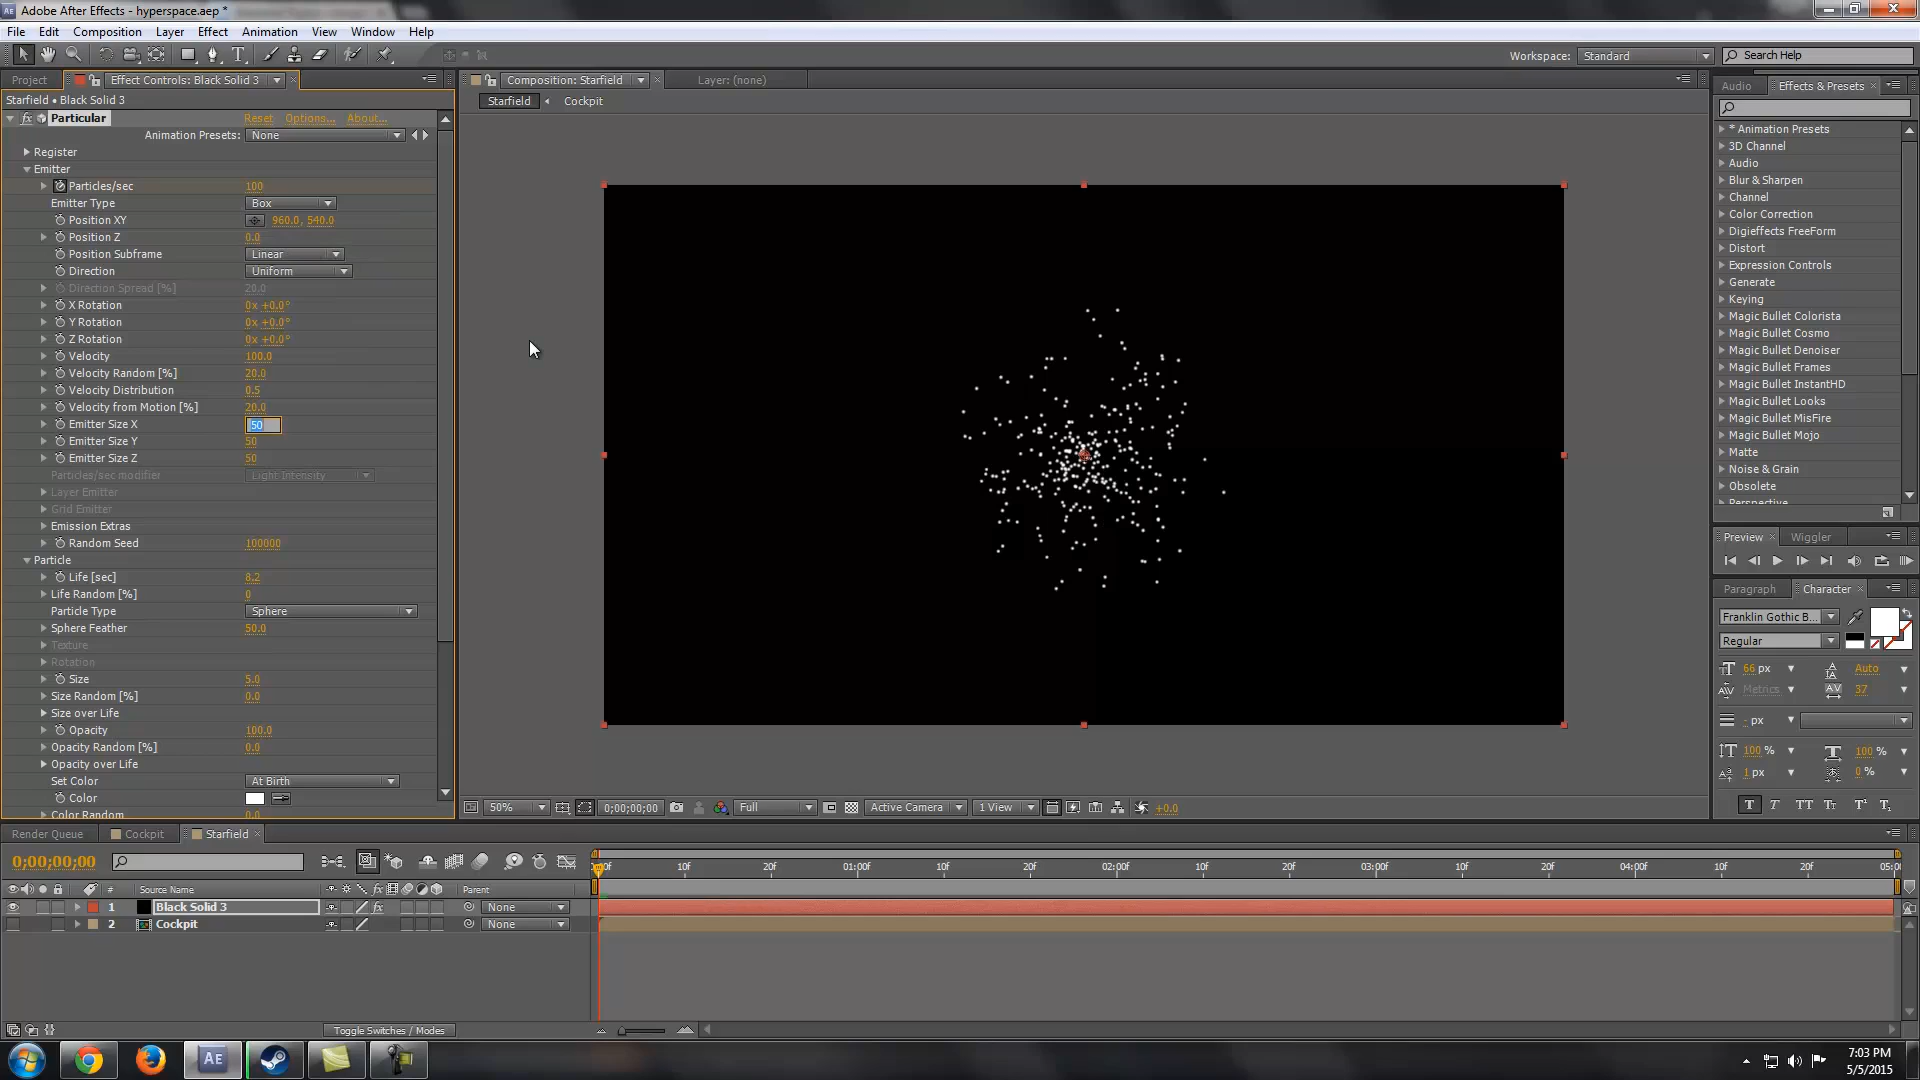 Adobe After Effects - hyperspace.aep *
File Edit Composition Layer Effect Animation View Window Help
Workspace: Standard Search Help
Project Effect Controls: Black Solid 3 Composition: Starfield Layer: (none) Audio Effects & Presets
Starfield • Black Solid 3
Starfield Cockpit
Particular Reset Options... About...
Animation Presets: None
Register
Emitter
Particles/sec 100
Emitter Type Box
Position XY 960.0, 540.0
Position Z 0.0
Position Subframe Linear
Direction Uniform
Direction Spread [%] 20.0
X Rotation 0x +0.0°
Y Rotation 0x +0.0°
Z Rotation 0x +0.0°
Velocity 100.0
Velocity Random [%] 20.0
Velocity Distribution 0.5
Velocity from Motion [%] 20.0
Emitter Size X 50
Emitter Size Y 50
Emitter Size Z 50
Particles/sec modifier Light Intensity
Layer Emitter
Grid Emitter
Emission Extras
Random Seed 100000
Particle
Life [sec] 8.2
Life Random [%] 0
Particle Type Sphere
Sphere Feather 50.0
Texture
Rotation
Size 5.0
Size Random [%] 0.0
Size over Life
Opacity 100.0
Opacity Random [%] 0.0
Opacity over Life
Set Color At Birth
Color
Color Random 0.0
50% 0;00;00;00 Full Active Camera 1 View +0.0
* Animation Presets
3D Channel
Audio
Blur & Sharpen
Channel
Color Correction
Digieffects FreeForm
Distort
Expression Controls
Generate
Keying
Magic Bullet Colorista
Magic Bullet Cosmo
Magic Bullet Denoiser
Magic Bullet Frames
Magic Bullet InstantHD
Magic Bullet Looks
Magic Bullet MisFire
Magic Bullet Mojo
Matte
Noise & Grain
Obsolete
Perspective
Preview Wiggler
Paragraph Character
Franklin Gothic B...
Regular
66 px Auto
Metrics 37
- px
100 % 100 %
1 px 0 %
Render Queue Cockpit Starfield
0;00;00;00
10f 20f 01:00f 10f 20f 02:00f 10f 20f 03:00f 10f 20f 04:00f 10f 20f 05:0
# Source Name Parent
1 Black Solid 3 None
2 Cockpit None
Toggle Switches / Modes
7:03 PM
5/5/2015